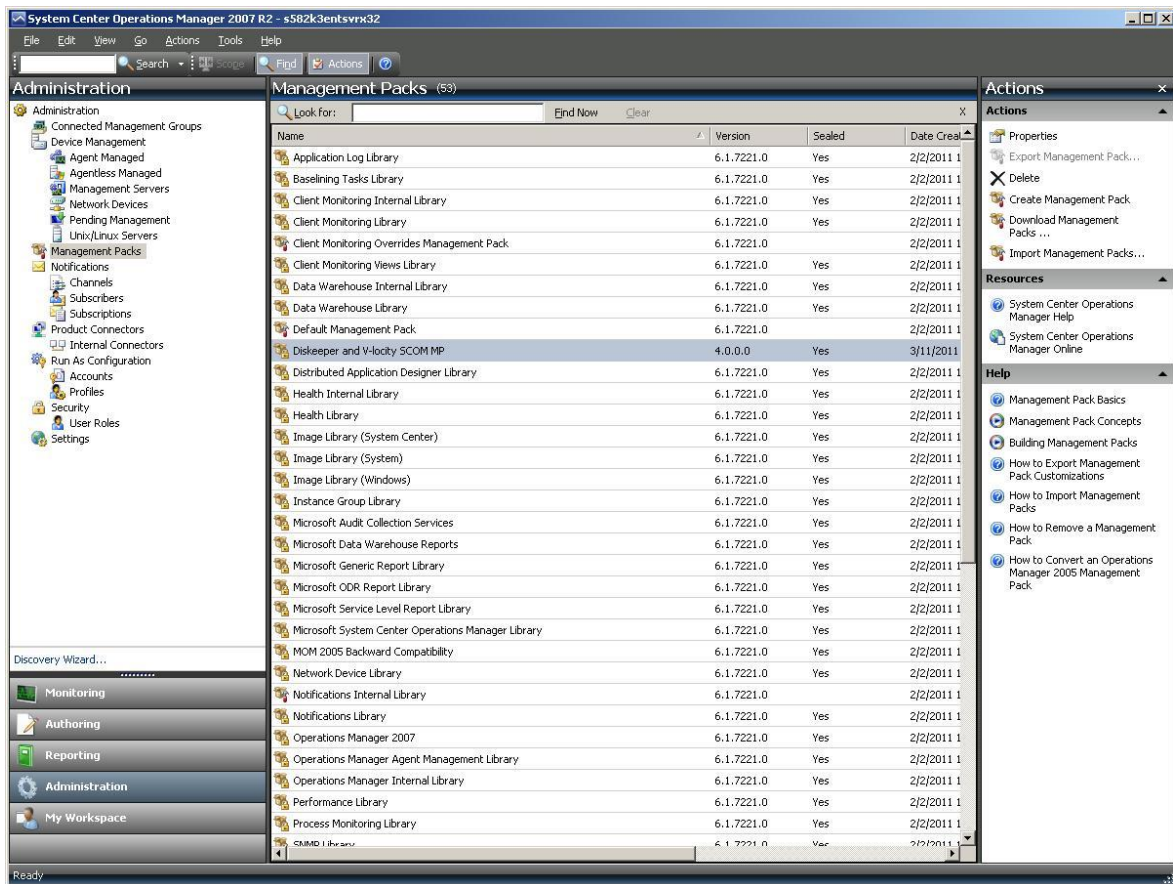 System Center Operations Manager 2007 R2 - s582k3entsvrx32
File Edit View Go Actions Tools Help
Search Scope Find Actions
Administration
Administration
Connected Management Groups
Device Management
Agent Managed
Agentless Managed
Management Servers
Network Devices
Pending Management
Unix/Linux Servers
Management Packs
Notifications
Channels
Subscribers
Subscriptions
Product Connectors
Internal Connectors
Run As Configuration
Accounts
Profiles
Security
User Roles
Settings
Discovery Wizard...
Monitoring
Authoring
Reporting
Administration
My Workspace
Management Packs (53)
Look for: Find Now Clear X
Name Version Sealed Date Creat
Application Log Library 6.1.7221.0 Yes 2/2/2011 1
Baselining Tasks Library 6.1.7221.0 Yes 2/2/2011 1
Client Monitoring Internal Library 6.1.7221.0 Yes 2/2/2011 1
Client Monitoring Library 6.1.7221.0 Yes 2/2/2011 1
Client Monitoring Overrides Management Pack 6.1.7221.0 2/2/2011 1
Client Monitoring Views Library 6.1.7221.0 Yes 2/2/2011 1
Data Warehouse Internal Library 6.1.7221.0 Yes 2/2/2011 1
Data Warehouse Library 6.1.7221.0 Yes 2/2/2011 1
Default Management Pack 6.1.7221.0 2/2/2011 1
Diskeeper and V-locity SCOM MP 4.0.0.0 Yes 3/11/2011
Distributed Application Designer Library 6.1.7221.0 Yes 2/2/2011 1
Health Internal Library 6.1.7221.0 Yes 2/2/2011 1
Health Library 6.1.7221.0 Yes 2/2/2011 1
Image Library (System Center) 6.1.7221.0 Yes 2/2/2011 1
Image Library (System) 6.1.7221.0 Yes 2/2/2011 1
Image Library (Windows) 6.1.7221.0 Yes 2/2/2011 1
Instance Group Library 6.1.7221.0 Yes 2/2/2011 1
Microsoft Audit Collection Services 6.1.7221.0 Yes 2/2/2011 1
Microsoft Data Warehouse Reports 6.1.7221.0 Yes 2/2/2011 1
Microsoft Generic Report Library 6.1.7221.0 Yes 2/2/2011 1
Microsoft ODR Report Library 6.1.7221.0 Yes 2/2/2011 1
Microsoft Service Level Report Library 6.1.7221.0 Yes 2/2/2011 1
Microsoft System Center Operations Manager Library 6.1.7221.0 Yes 2/2/2011 1
MOM 2005 Backward Compatibility 6.1.7221.0 Yes 2/2/2011 1
Network Device Library 6.1.7221.0 Yes 2/2/2011 1
Notifications Internal Library 6.1.7221.0 2/2/2011 1
Notifications Library 6.1.7221.0 Yes 2/2/2011 1
Operations Manager 2007 6.1.7221.0 Yes 2/2/2011 1
Operations Manager Agent Management Library 6.1.7221.0 Yes 2/2/2011 1
Operations Manager Internal Library 6.1.7221.0 Yes 2/2/2011 1
Performance Library 6.1.7221.0 Yes 2/2/2011 1
Process Monitoring Library 6.1.7221.0 Yes 2/2/2011 1
SNMP Library 6.1.7221.0 Yes 2/2/2011 1
Actions x
Actions
Properties
Export Management Pack...
Delete
Create Management Pack
Download Management
Packs ...
Import Management Packs...
Resources
System Center Operations
Manager Help
System Center Operations
Manager Online
Help
Management Pack Basics
Management Pack Concepts
Building Management Packs
How to Export Management
Pack Customizations
How to Import Management
Packs
How to Remove a Management
Pack
How to Convert an Operations
Manager 2005 Management
Pack
Ready